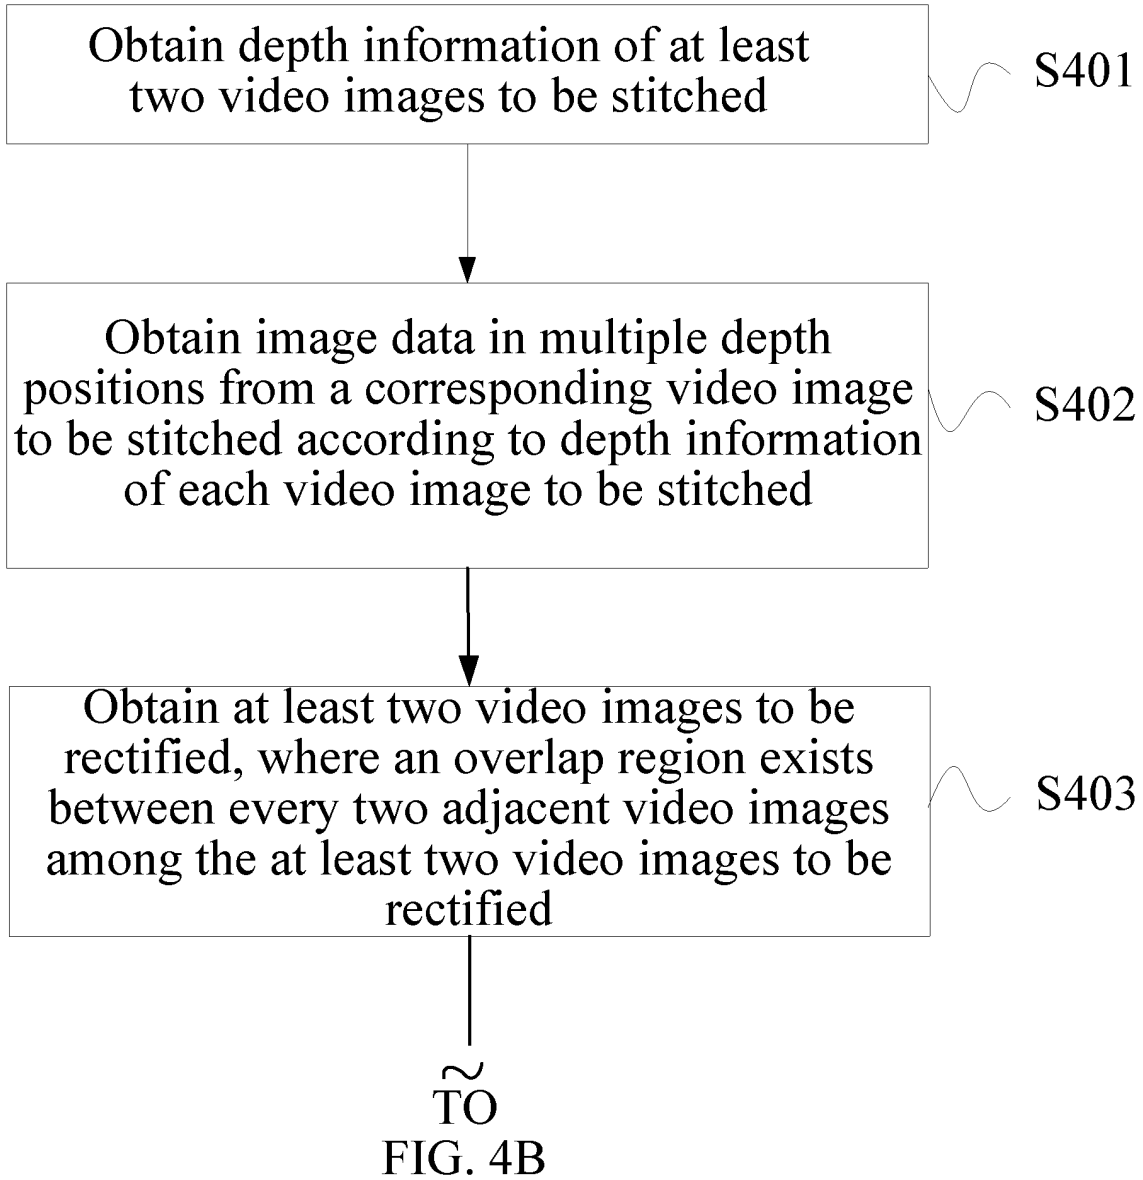 Obtain depth information of at least
two video images to be stitched
S401
Obtain image data in multiple depth
positions from a corresponding video image
to be stitched according to depth information
of each video image to be stitched
S402
Obtain at least two video images to be
rectified, where an overlap region exists
between every two adjacent video images
among the at least two video images to be
rectified
S403
TO
FIG. 4B